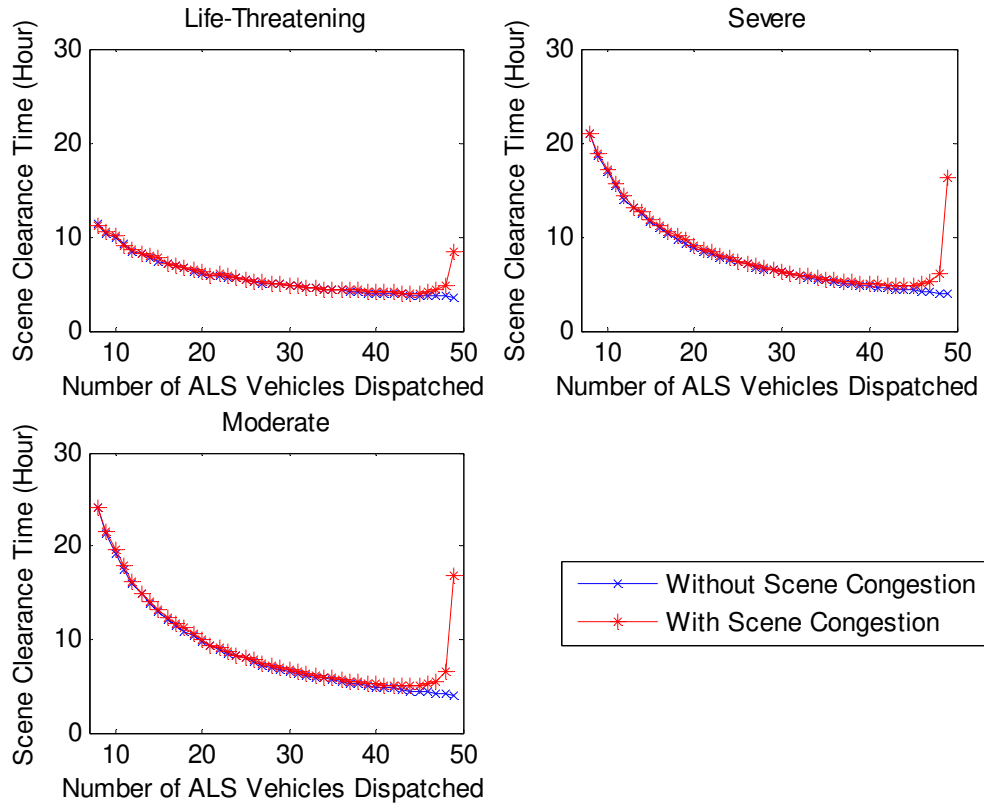 Life-Threatening
Scene Clearance Time (Hour)
30
20
10
0
10 20 30 40 50
Number of ALS Vehicles Dispatched
Severe
Scene Clearance Time (Hour)
30
20
10
0
10 20 30 40 50
Number of ALS Vehicles Dispatched
Moderate
Scene Clearance Time (Hour)
30
20
10
0
10 20 30 40 50
Number of ALS Vehicles Dispatched
Without Scene Congestion
With Scene Congestion